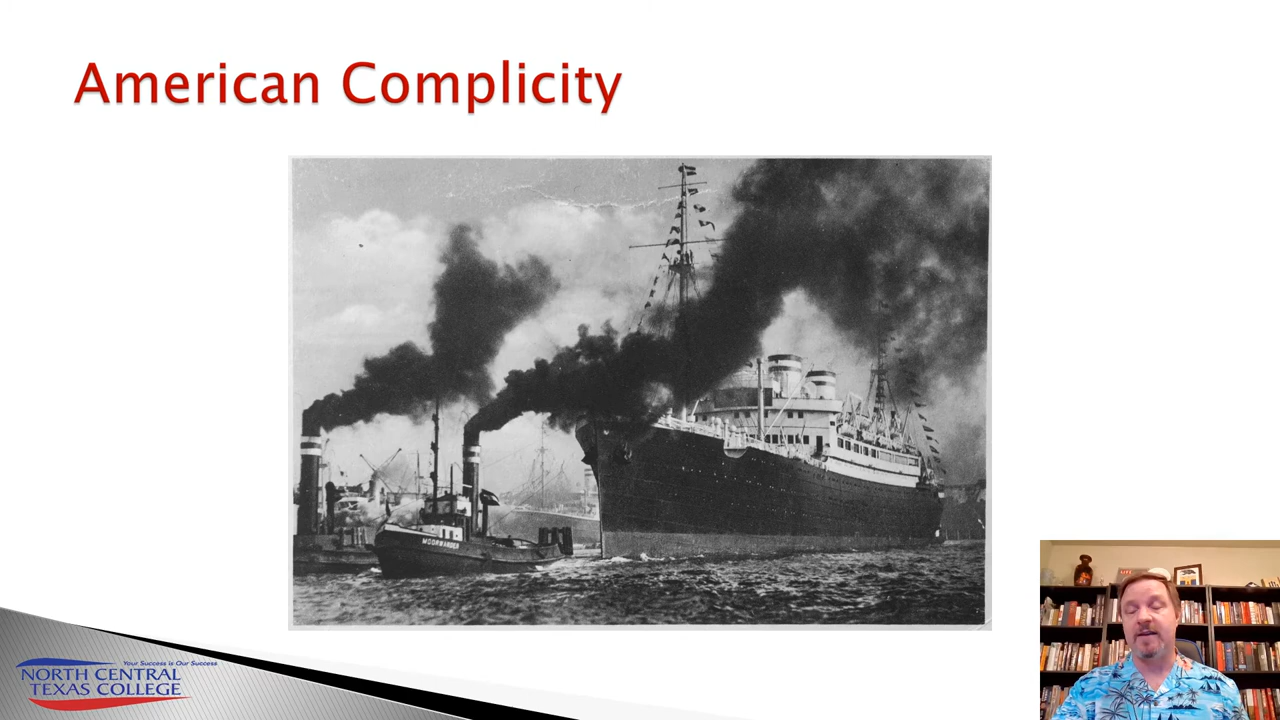 American Complicity
MOORWARDER
Your Success is Our Success
NORTH CENTRAL
TEXAS COLLEGE